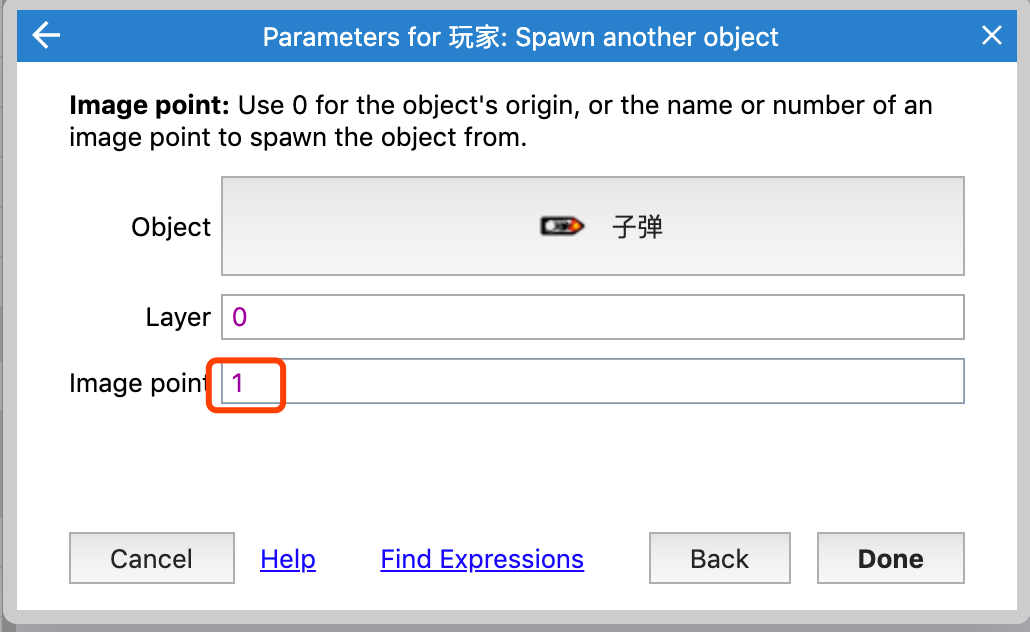 Parameters for 玩家: Spawn another object
Image point: Use 0 for the object's origin, or the name or number of an
image point to spawn the object from.
Object 子弹
Layer 0
Image point 1
Cancel Help Find Expressions Back Done